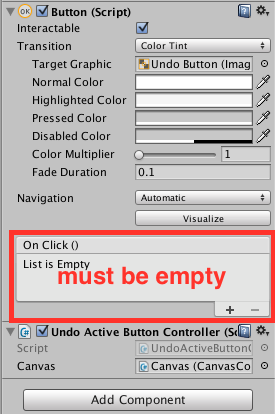 Button (Script)
Interactable
Transition Color Tint
Target Graphic Undo Button (Imag
Normal Color
Highlighted Color
Pressed Color
Disabled Color
Color Multiplier 1
Fade Duration 0.1
Navigation Automatic
Visualize
On Click ()
List is Empty
must be empty
Undo Active Button Controller (Sc
Script UndoActiveButtonC
Canvas Canvas (CanvasCo
Add Component